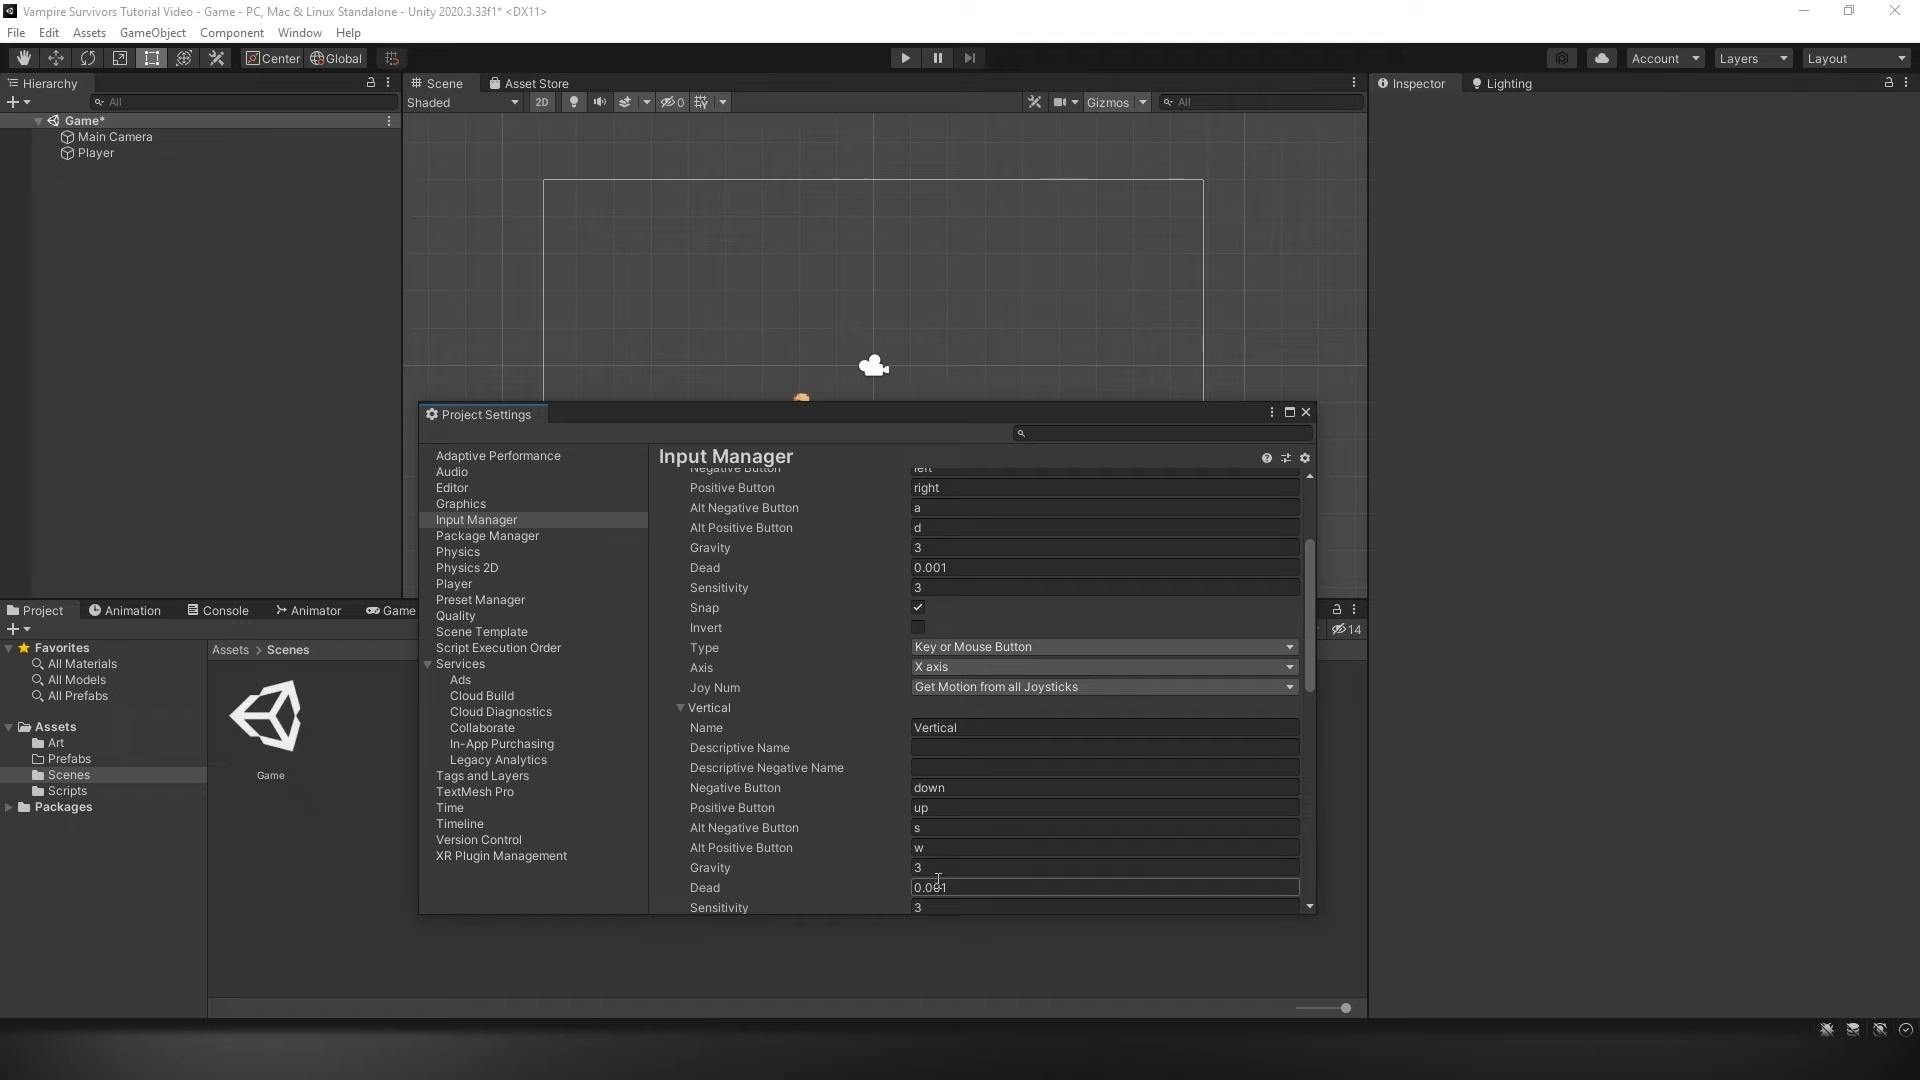 Vampire Survivors Tutorial Video - Game - PC, Mac & Linux Standalone - Unity 2020.3.33f1* <DX11>
File Edit Assets GameObject Component Window Help
Center Global Account Layers Layout
Hierarchy
All
Game*
Main Camera
Player
Scene Asset Store
Shaded 2D 0 Gizmos All
Inspector Lighting
Project Settings
Adaptive Performance
Audio
Editor
Graphics
Input Manager
Package Manager
Physics
Physics 2D
Player
Preset Manager
Quality
Scene Template
Script Execution Order
Services
Ads
Cloud Build
Cloud Diagnostics
Collaborate
In-App Purchasing
Legacy Analytics
Tags and Layers
TextMesh Pro
Time
Timeline
Version Control
XR Plugin Management
Input Manager
Negative Button left
Positive Button right
Alt Negative Button a
Alt Positive Button d
Gravity 3
Dead 0.001
Sensitivity 3
Snap
Invert
Type Key or Mouse Button
Axis X axis
Joy Num Get Motion from all Joysticks
Vertical
Name Vertical
Descriptive Name
Descriptive Negative Name
Negative Button down
Positive Button up
Alt Negative Button s
Alt Positive Button w
Gravity 3
Dead 0.001
Sensitivity 3
Project Animation Console Animator Game
14
Favorites
All Materials
All Models
All Prefabs
Assets
Art
Prefabs
Scenes
Scripts
Packages
Assets > Scenes
Game